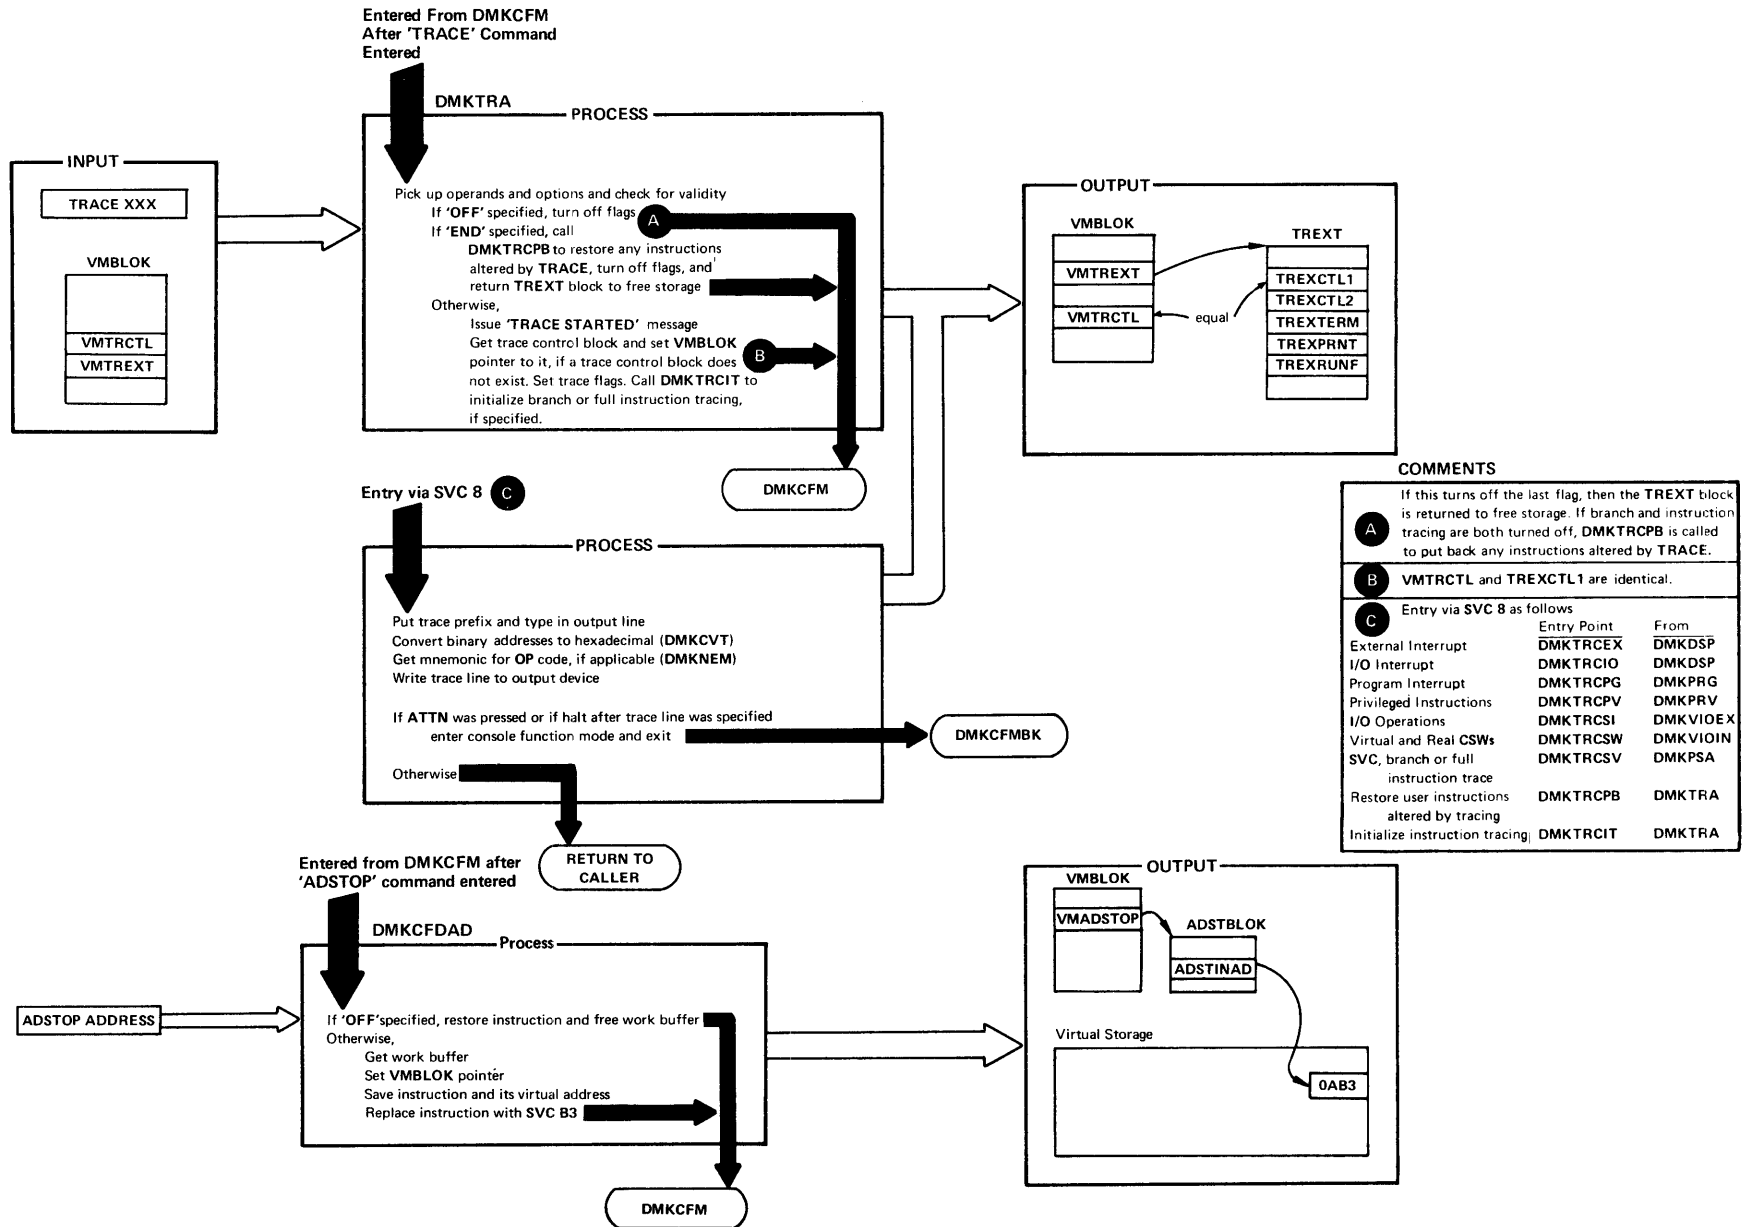 Entered From DMKCFM
After 'TRACE' Command
Entered
DMKTRA
PROCESS
INPUT
TRACE XXX
VMBLOK
VMTRCTL
VMTREXT
Pick up operands and options and check for validity
If 'OFF' specified, turn off flags
A
If 'END' specified, call
DMKTRCPB to restore any instructions
altered by TRACE, turn off flags, and
return TREXT block to free storage
Otherwise,
Issue 'TRACE STARTED' message
Get trace control block and set VMBLOK
B
pointer to it, if a trace control block does
not exist. Set trace flags. Call DMKTRCIT to
initialize branch or full instruction tracing,
if specified.
DMKCFM
OUTPUT
VMBLOK
VMTREXT
VMTRCTL
equal
TREXT
TREXCTL1
TREXCTL2
TREXTERM
TREXPRNT
TREXRUNF
Entry via SVC 8 C
PROCESS
Put trace prefix and type in output line
Convert binary addresses to hexadecimal (DMKCVT)
Get mnemonic for OP code, if applicable (DMKNEM)
Write trace line to output device
If ATTN was pressed or if halt after trace line was specified
enter console function mode and exit
DMKCFMBK
Otherwise
RETURN TO
CALLER
COMMENTS
A
If this turns off the last flag, then the TREXT block
is returned to free storage. If branch and instruction
tracing are both turned off, DMKTRCPB is called
to put back any instructions altered by TRACE.
B VMTRCTL and TREXCTL1 are identical.
C Entry via SVC 8 as follows
Entry Point From
External Interrupt DMKTRCEX DMKDSP
I/O Interrupt DMKTRCIO DMKDSP
Program Interrupt DMKTRCPG DMKPRG
Privileged Instructions DMKTRCPV DMKPRV
I/O Operations DMKTRCSI DMKVIOEX
Virtual and Real CSWs DMKTRCSW DMKVIOIN
SVC, branch or full DMKTRCSV DMKPSA
instruction trace
Restore user instructions DMKTRCPB DMKTRA
altered by tracing
Initialize instruction tracing DMKTRCIT DMKTRA
Entered from DMKCFM after
'ADSTOP' command entered
DMKCFDAD
Process
ADSTOP ADDRESS
If 'OFF' specified, restore instruction and free work buffer
Otherwise,
Get work buffer
Set VMBLOK pointer
Save instruction and its virtual address
Replace instruction with SVC B3
DMKCFM
OUTPUT
VMBLOK
VMADSTOP
ADSTBLOK
ADSTINAD
Virtual Storage
0AB3